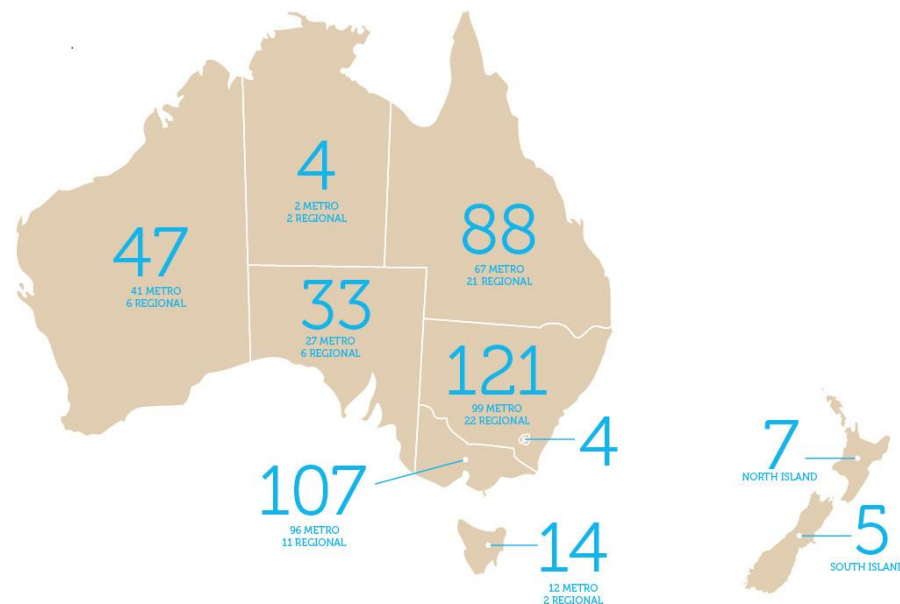 4
2 METRO
2 REGIONAL
88
67 METRO
21 REGIONAL
47
41 METRO
6 REGIONAL
33
27 METRO
6 REGIONAL
121
99 METRO
22 REGIONAL
4
7
NORTH ISLAND
107
96 METRO
11 REGIONAL
14
12 METRO
2 REGIONAL
5
SOUTH ISLAND